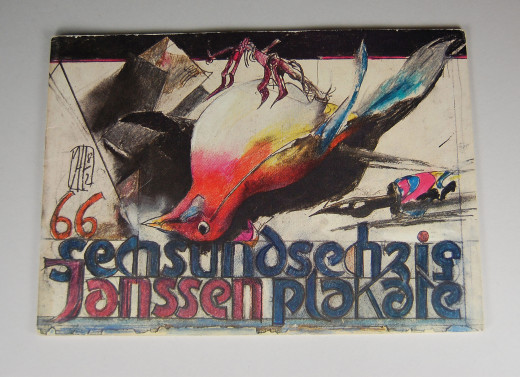 66
sechsundsechzig
Janssen plakate